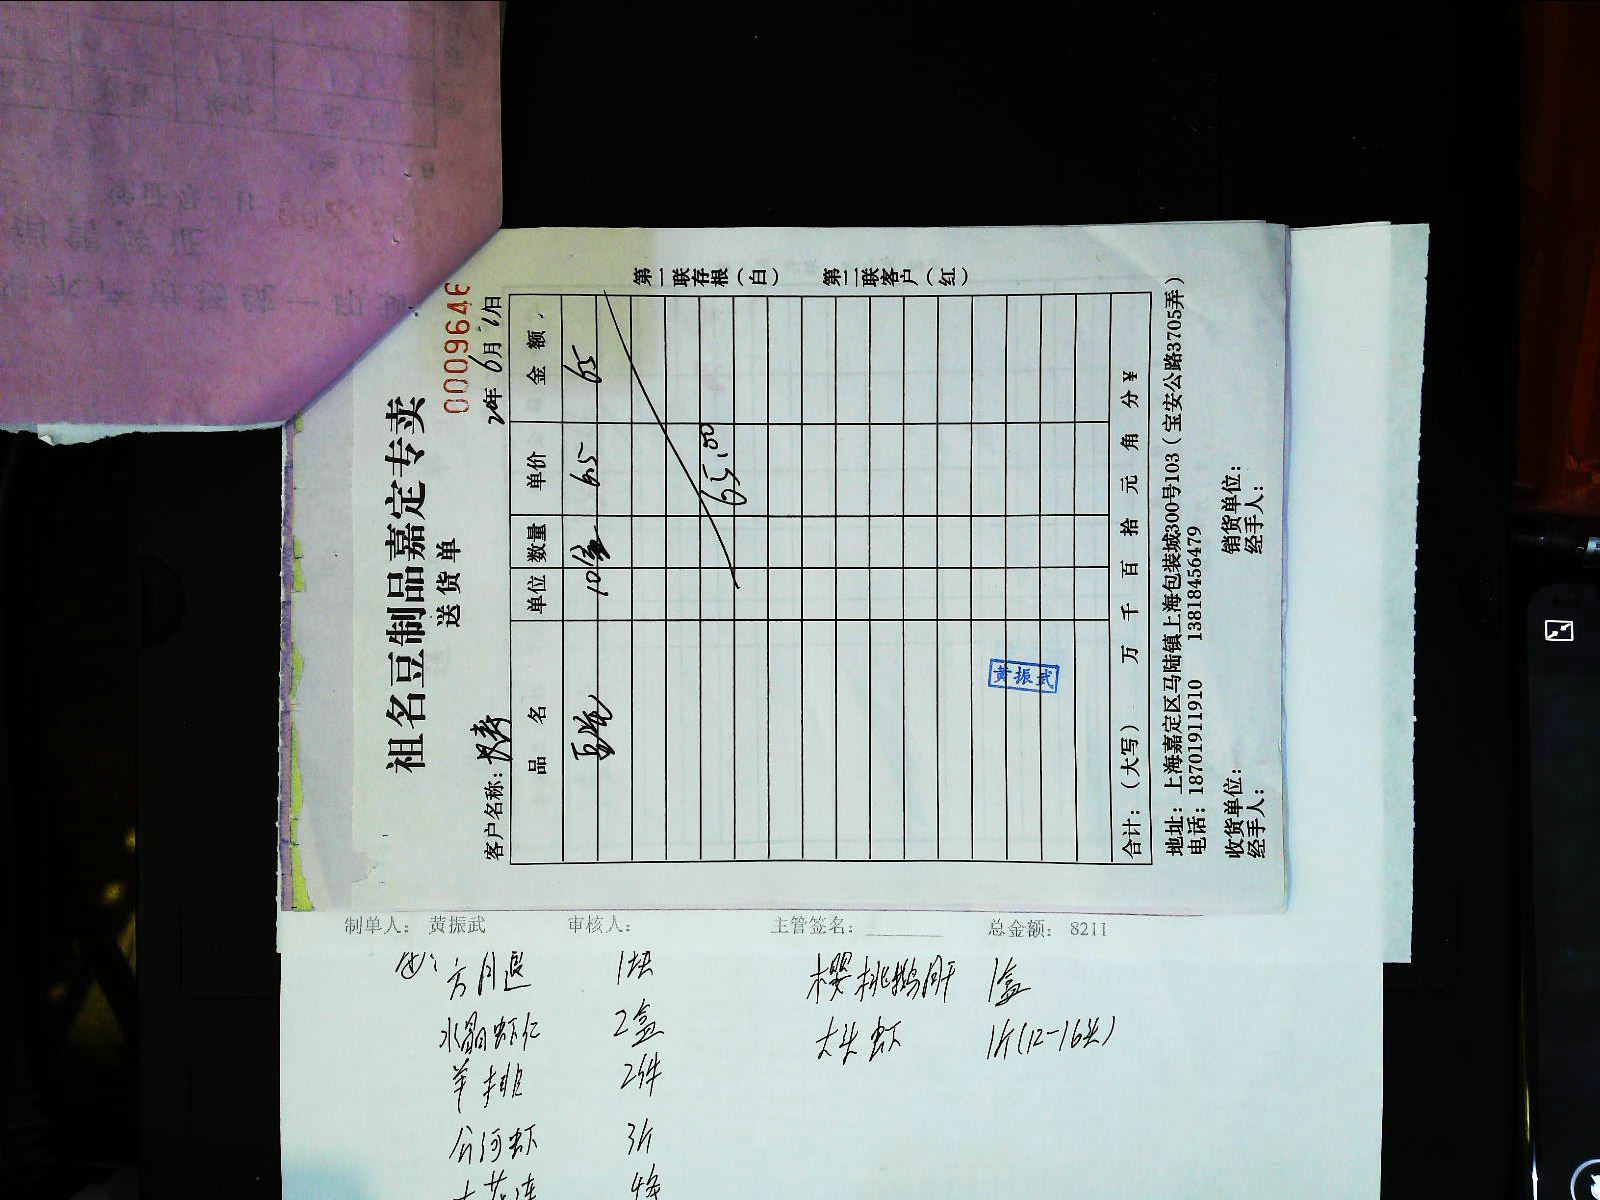 祖名豆制品嘉定专卖
送货单
0009646
客户名称：
年 6月 日
品 名 单位 数量 单价 金 额
10盒 6.5 65
65.00
黄振武
合计：（大写） 万 千 百 拾 元 角 分 ¥
地址：上海嘉定区马陆镇上海包装城300号103（宝安公路3705弄）
电话：18701911910 13818456479
收货单位： 销货单位：
经手人： 经手人：
第一联存根（白） 第二联客户（红）
制单人： 黄振武 审核人： 主管签名： 总金额： 8211
方月退 1块 樱桃鹅肝 1盒
水晶虾仁 2盒 大头虾 1斤(12-16头)
羊排 2件
河虾 3斤